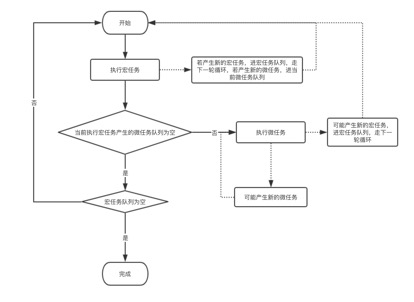 开始
执行宏任务
若产生新的宏任务，进宏任务队列，走
下一轮循环，若产生新的微任务，进当
前微任务队列
否
当前执行宏任务产生的微任务队列为空
否
执行微任务
可能产生新的宏任务，
进宏任务队列，走下一
轮循环
是
可能产生新的微任务
宏任务队列为空
是
完成